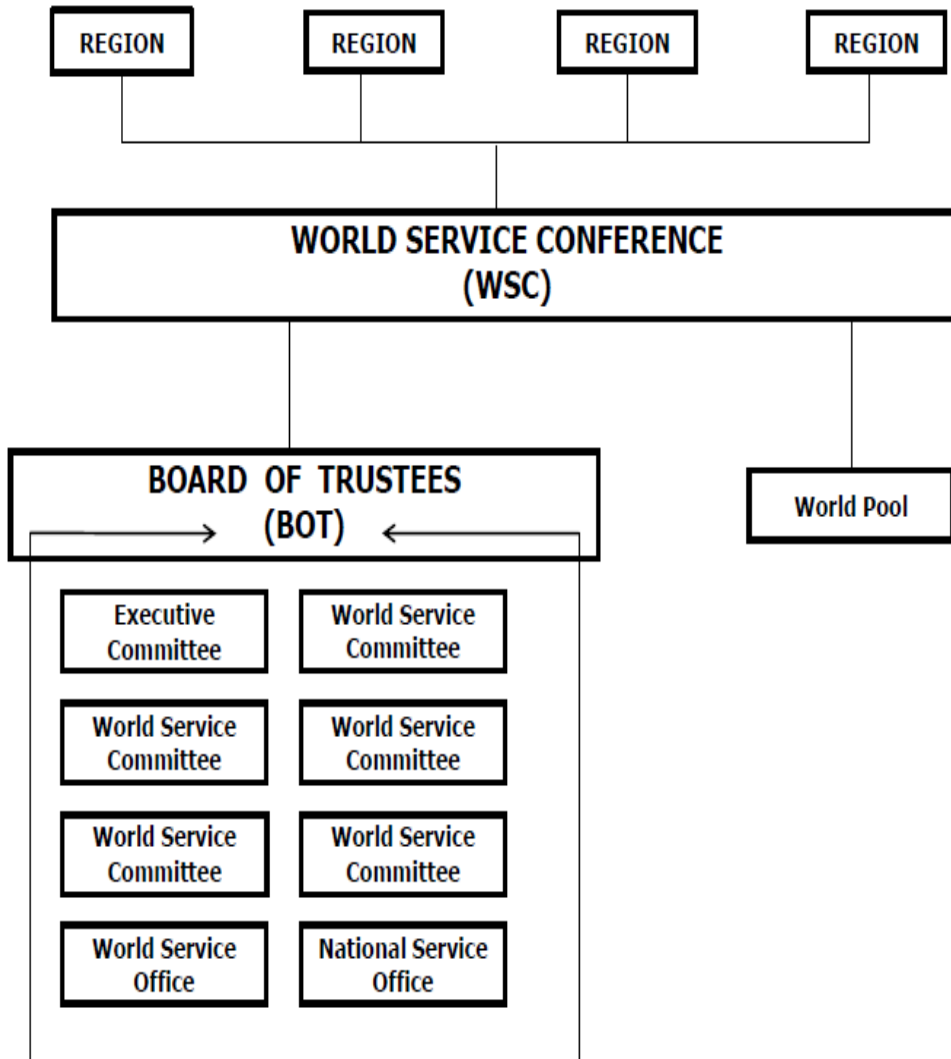 REGION
REGION
REGION
REGION
WORLD SERVICE CONFERENCE
(WSC)
BOARD OF TRUSTEES
(BOT)
World Pool
Executive
Committee
World Service
Committee
World Service
Committee
World Service
Committee
World Service
Committee
World Service
Committee
World Service
Office
National Service
Office